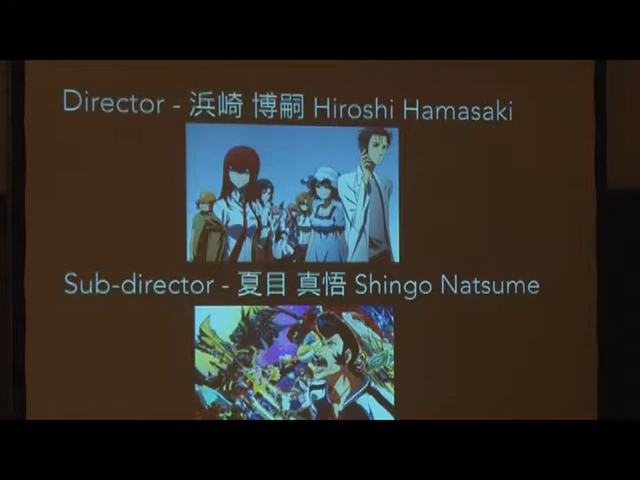 Director - 浜崎 博嗣 Hiroshi Hamasaki
Sub-director - 夏目 真悟 Shingo Natsume